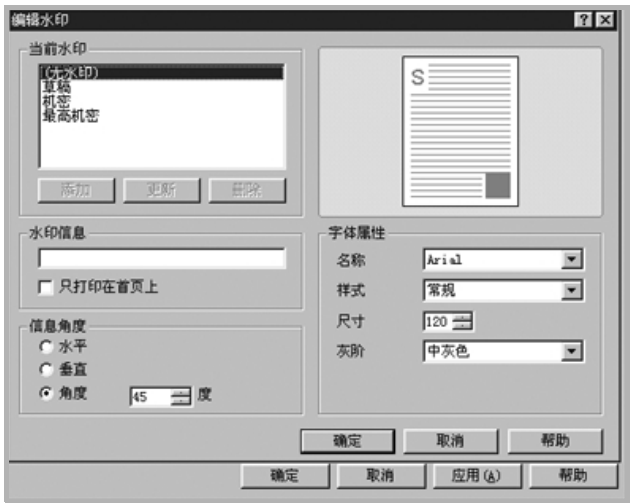 编辑水印
当前水印
(无水印)
草稿
机密
最高机密
添加 更新 删除
S
水印信息
只打印在首页上
信息角度
水平
垂直
角度 45 度
字体属性
名称 Arial
样式 常规
尺寸 120
灰阶 中灰色
确定 取消 帮助
确定 取消 应用(A) 帮助